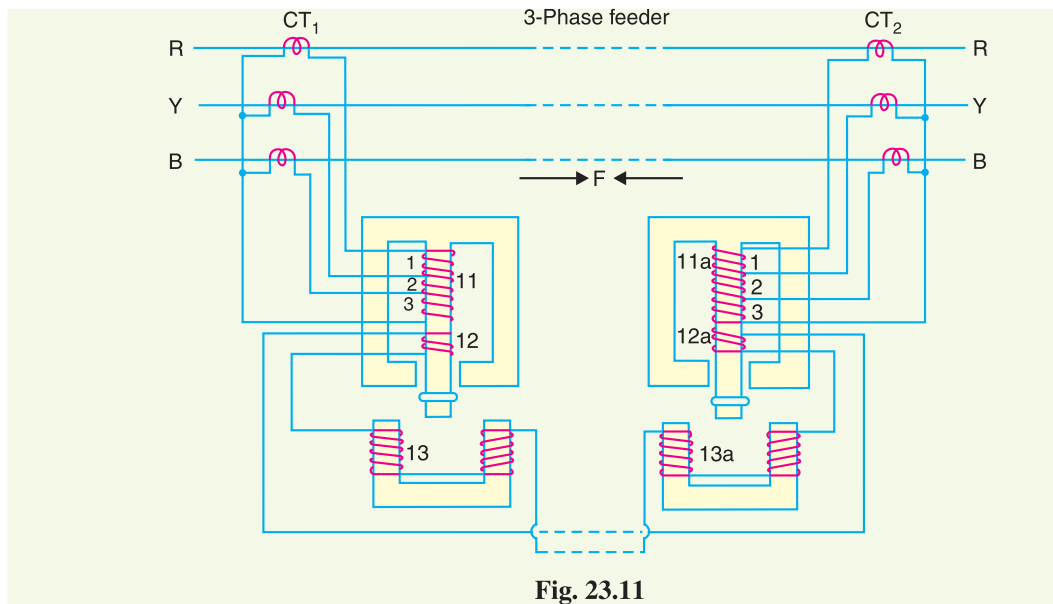 CT1 3-Phase feeder CT2
R R
Y Y
B B
F
1 11 11a 1
2 2
3 3
12 12a
13 13a
Fig. 23.11